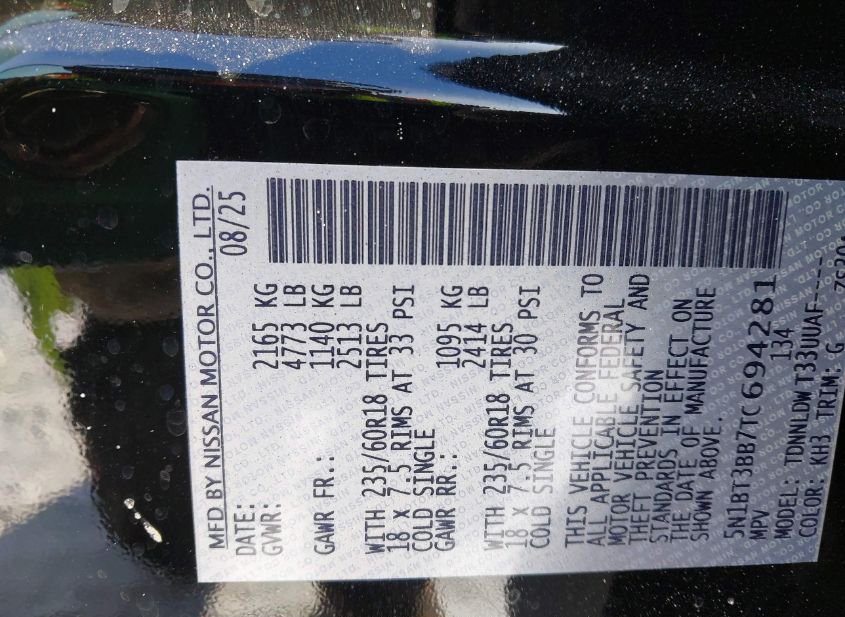 MFD BY NISSAN MOTOR CO., LTD.
DATE: 08/25
GVWR: 2165 KG
4773 LB
GAWR FR.: 1140 KG
2513 LB
WITH 235/60R18 TIRES
18 X 7.5 RIMS AT 33 PSI
COLD SINGLE
GAWR RR.: 1095 KG
2414 LB
WITH 235/60R18 TIRES
18 X 7.5 RIMS AT 30 PSI
COLD SINGLE
THIS VEHICLE CONFORMS TO
ALL APPLICABLE FEDERAL
MOTOR VEHICLE SAFETY AND
THEFT PREVENTION
STANDARDS IN EFFECT ON
THE DATE OF MANUFACTURE
SHOWN ABOVE.
5N1BT3BB7TC694281
MPV 134
MODEL: TDNNLDWT33UUAF----
COLOR: KH3 TRIM: G